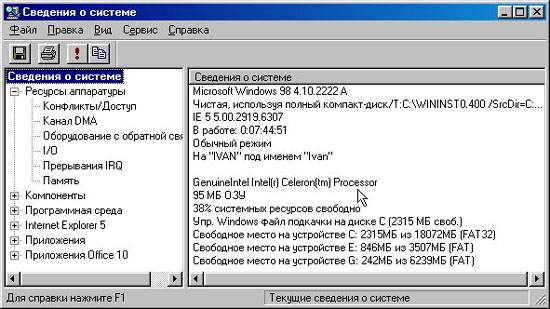 Сведения о системе
Файл Правка Вид Сервис Справка
Сведения о системе
Ресурсы аппаратуры
Конфликты/Доступ
Канал DMA
Оборудование с обратной свя
I/O
Прерывания IRQ
Память
Компоненты
Программная среда
Internet Explorer 5
Приложения
Приложения Office 10
Сведения о системе
Microsoft Windows 98 4.10.2222 A
Чистая, используя полный компакт-диск/T:C:\WININST0.400 /SrcDir=C:...
IE 5 5.00.2919.6307
В работе: 0:07:44:51
Обычный режим
На "IVAN" под именем "Ivan"
GenuineIntel Intel(r) Celeron(tm) Processor
95 МБ ОЗУ
38% системных ресурсов свободно
Упр. Windows файл подкачки на диске C (2315 МБ своб.)
Свободное место на устройстве C: 2315МБ из 18072МБ (FAT32)
Свободное место на устройстве E: 846МБ из 3507МБ (FAT)
Свободное место на устройстве G: 242МБ из 6239МБ (FAT)
Для справки нажмите F1
Текущие сведения о системе